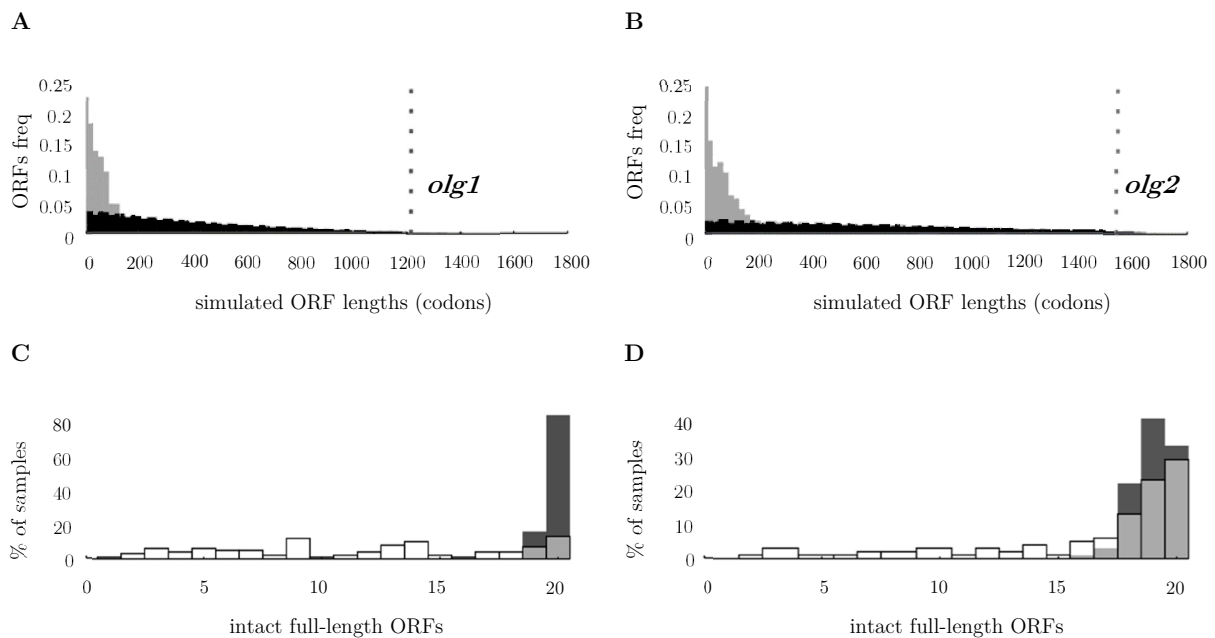 A
B
0.25
0.2
0.15
0.1
0.05
0
ORFs freq
olg1
0 200 400 600 800 1000 1200 1400 1600 1800
simulated ORF lengths (codons)
0.25
0.2
0.15
0.1
0.05
0
ORFs freq
olg2
0 200 400 600 800 1000 1200 1400 1600 1800
simulated ORF lengths (codons)
C
D
80
60
40
20
0
% of samples
0 5 10 15 20
intact full-length ORFs
40
30
20
10
0
% of samples
0 5 10 15 20
intact full-length ORFs